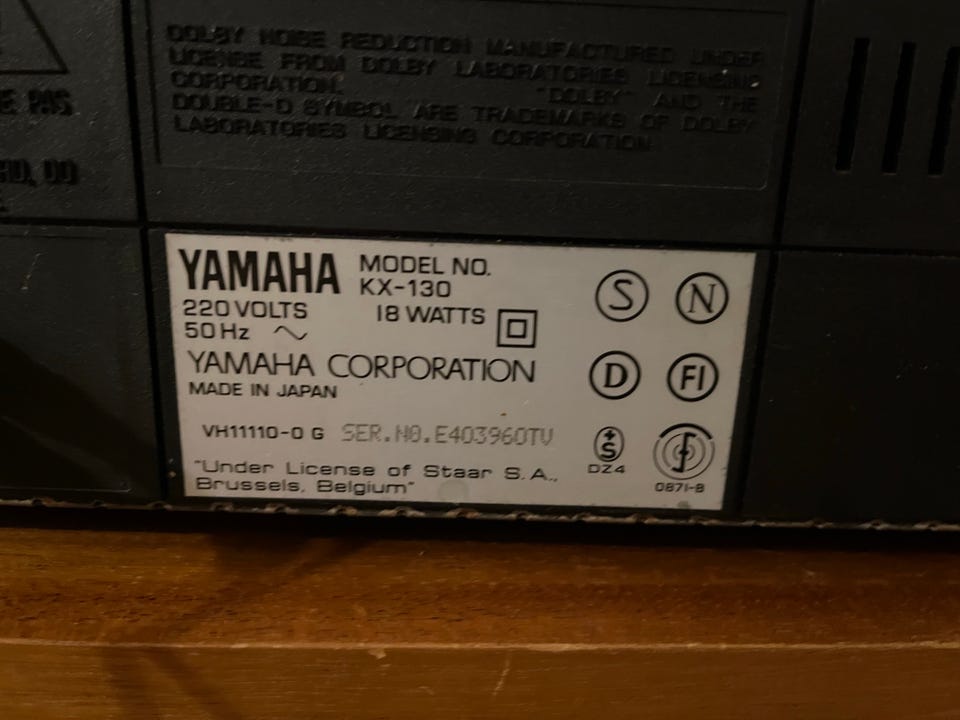 E PAS
DOLBY NOISE REDUCTION MANUFACTURED UNDER
LICENSE FROM DOLBY LABORATORIES LICENSING
CORPORATION. "DOLBY" AND THE
DOUBLE-D SYMBOL ARE TRADEMARKS OF DOLBY
LABORATORIES LICENSING CORPORATION.
YAMAHA MODEL NO.
KX-130
220 VOLTS 18 WATTS
50 Hz
YAMAHA CORPORATION
MADE IN JAPAN
VH11110-0 G SER.NO.E403960TV
"Under License of Staar S.A.,
Brussels, Belgium"
S N
D FI
+S
DZ4
0871-B